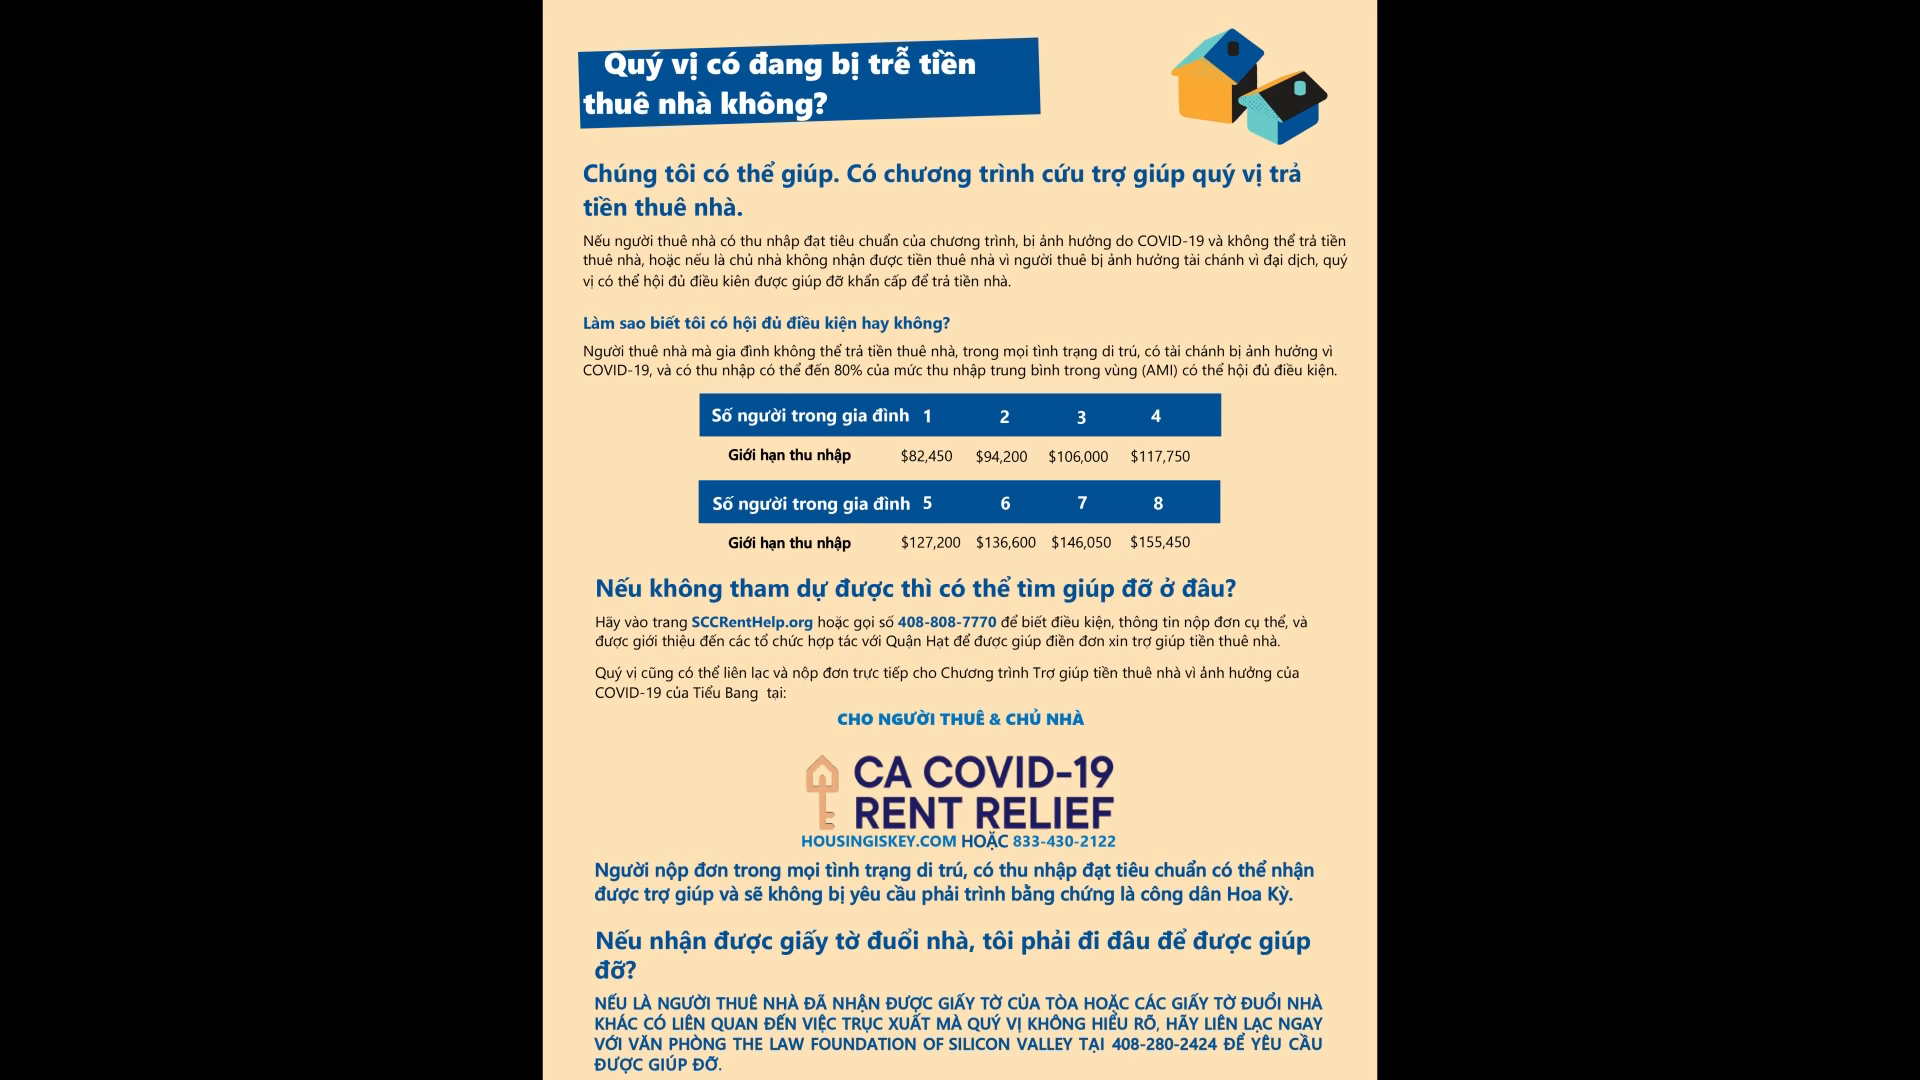 Quý vị có đang bị trễ tiền
thuê nhà không?
Chúng tôi có thể giúp. Có chương trình cứu trợ giúp quý vị trả
tiền thuê nhà.
Nếu người thuê nhà có thu nhập đạt tiêu chuẩn của chương trình, bị ảnh hưởng do COVID-19 và không thể trả tiền
thuê nhà, hoặc nếu là chủ nhà không nhận được tiền thuê nhà vì người thuê bị ảnh hưởng tài chánh vì đại dịch, quý
vị có thể hội đủ điều kiên được giúp đỡ khẩn cấp để trả tiền nhà.
Làm sao biết tôi có hội đủ điều kiện hay không?
Người thuê nhà mà gia đình không thể trả tiền thuê nhà, trong mọi tình trạng di trú, có tài chánh bị ảnh hưởng vì
COVID-19, và có thu nhập có thể đến 80% của mức thu nhập trung bình trong vùng (AMI) có thể hội đủ điều kiện.
Số người trong gia đình 1 2 3 4
Giới hạn thu nhập $82,450 $94,200 $106,000 $117,750
Số người trong gia đình 5 6 7 8
Giới hạn thu nhập $127,200 $136,600 $146,050 $155,450
Nếu không tham dự được thì có thể tìm giúp đỡ ở đâu?
Hãy vào trang SCCRentHelp.org hoặc gọi số 408-808-7770 để biết điều kiện, thông tin nộp đơn cụ thể, và
được giới thiệu đến các tổ chức hợp tác với Quận Hạt để được giúp điền đơn xin trợ giúp tiền thuê nhà.
Quý vị cũng có thể liên lạc và nộp đơn trực tiếp cho Chương trình Trợ giúp tiền thuê nhà vì ảnh hưởng của
COVID-19 của Tiểu Bang tại:
CHO NGƯỜI THUÊ & CHỦ NHÀ
CA COVID-19
RENT RELIEF
HOUSINGISKEY.COM HOẶC 833-430-2122
Người nộp đơn trong mọi tình trạng di trú, có thu nhập đạt tiêu chuẩn có thể nhận
được trợ giúp và sẽ không bị yêu cầu phải trình bằng chứng là công dân Hoa Kỳ.
Nếu nhận được giấy tờ đuổi nhà, tôi phải đi đâu để được giúp
đỡ?
NẾU LÀ NGƯỜI THUÊ NHÀ ĐÃ NHẬN ĐƯỢC GIẤY TỜ CỦA TÒA HOẶC CÁC GIẤY TỜ ĐUỔI NHÀ
KHÁC CÓ LIÊN QUAN ĐẾN VIỆC TRỤC XUẤT MÀ QUÝ VỊ KHÔNG HIỂU RÕ, HÃY LIÊN LẠC NGAY
VỚI VĂN PHÒNG THE LAW FOUNDATION OF SILICON VALLEY TẠI 408-280-2424 ĐỂ YÊU CẦU
ĐƯỢC GIÚP ĐỠ.